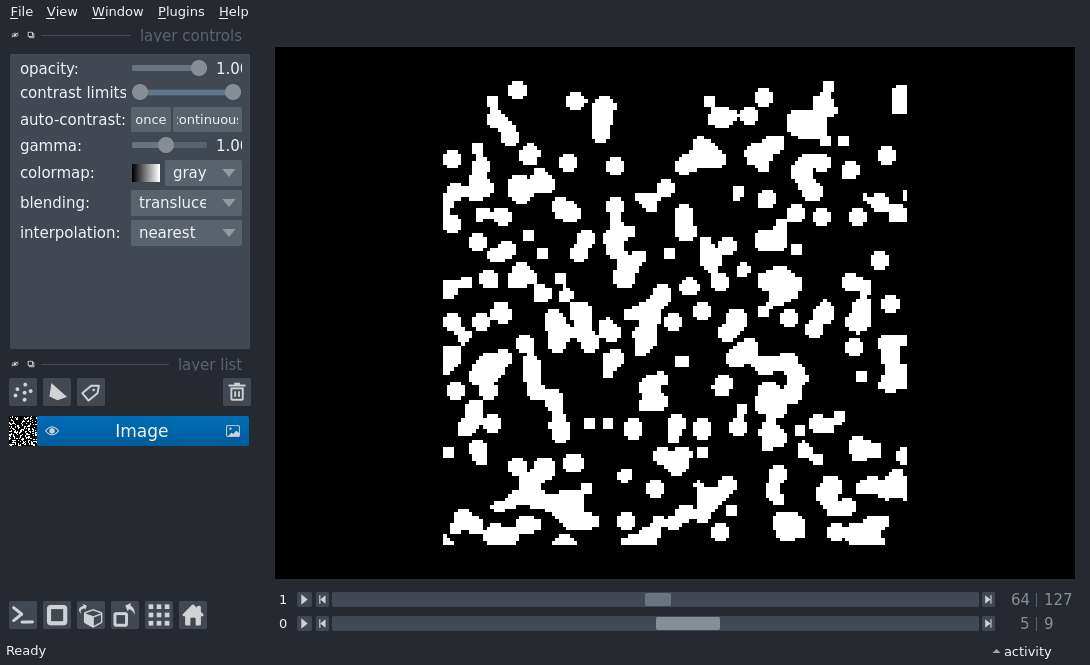 File View Window Plugins Help
layer controls
opacity: 1.0
contrast limits
auto-contrast: once continuous
gamma: 1.0
colormap: gray
blending: transluce
interpolation: nearest
layer list
Image
1 64 | 127
0 5 | 9
Ready activity